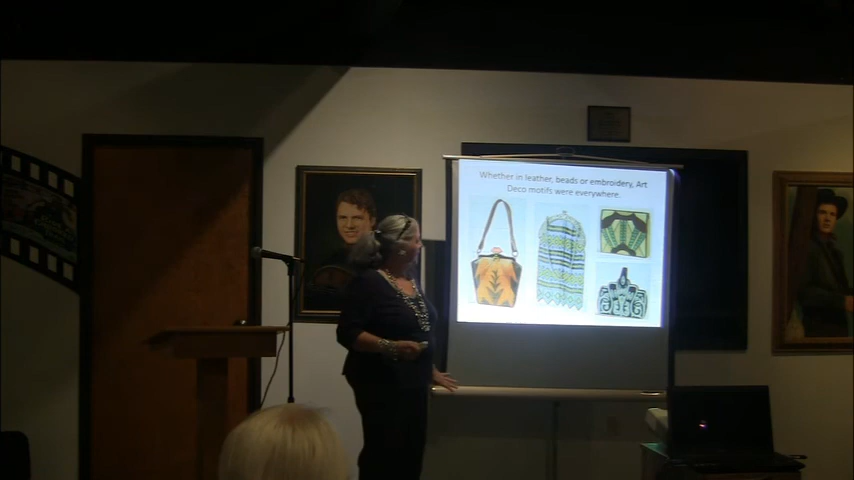 Whether in leather, beads or embroidery, Art
Deco motifs were everywhere.